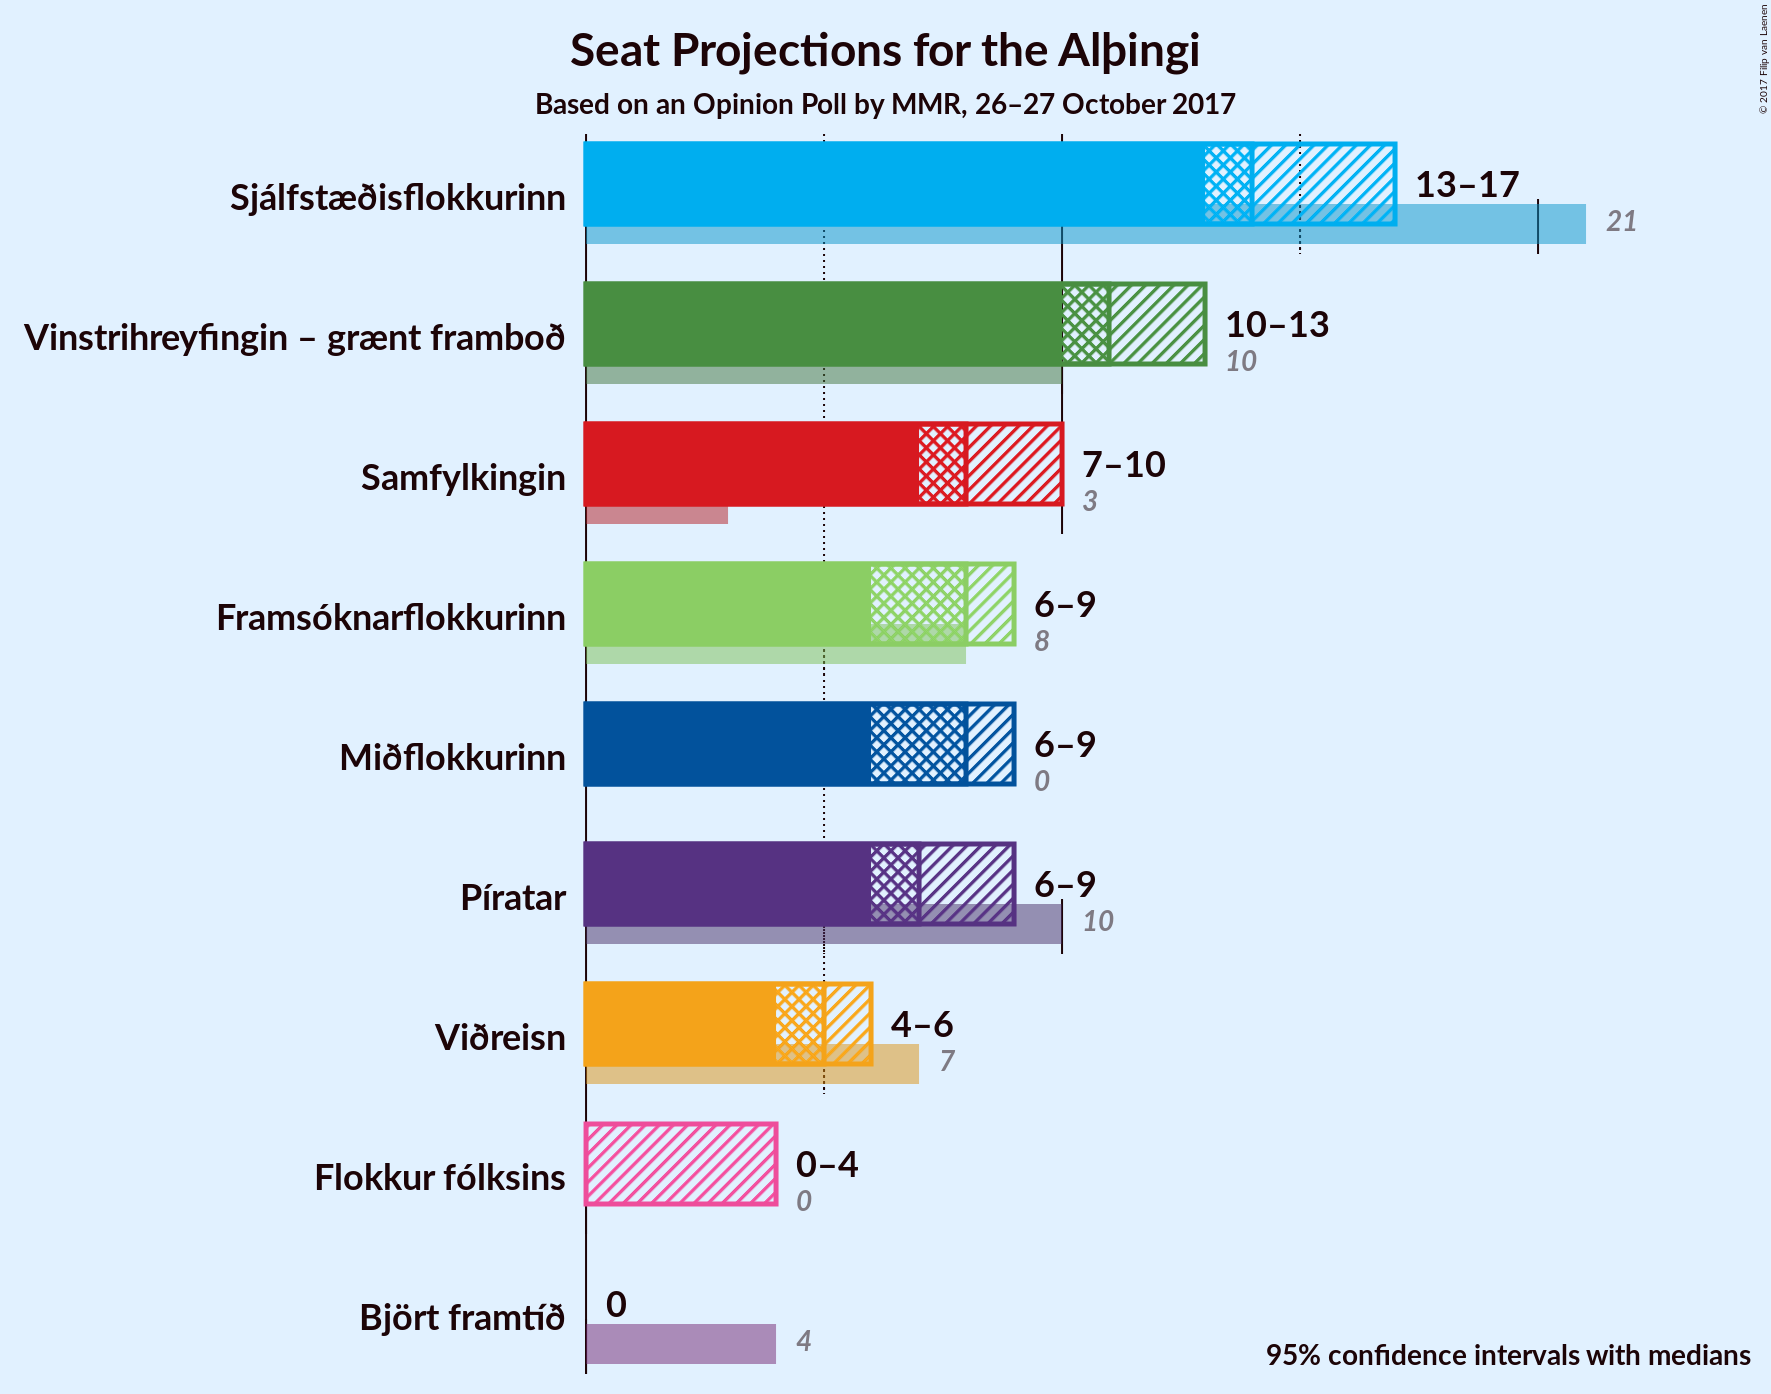 Seat Projections for the Alþingi
Based on an Opinion Poll by MMR, 26–27 October 2017
© 2017 Filip van Laenen
Sjálfstæðisflokkurinn
13–17
21
Vinstrihreyfingin – grænt framboð
10–13
10
Samfylkingin
7–10
3
Framsóknarflokkurinn
6–9
8
Miðflokkurinn
6–9
0
Píratar
6–9
10
Viðreisn
4–6
7
Flokkur fólksins
0–4
0
Björt framtíð
0
4
95% confidence intervals with medians